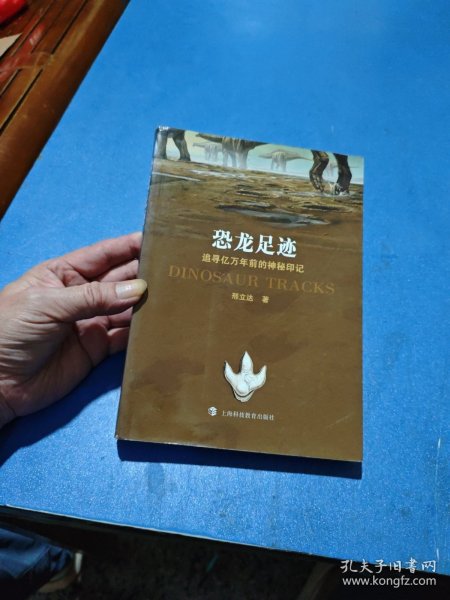 恐龙足迹
追寻亿万年前的神秘印记
DINOSAUR TRACKS
邢立达 著
上海科技教育出版社
孔夫子旧书网
www.kongfz.com